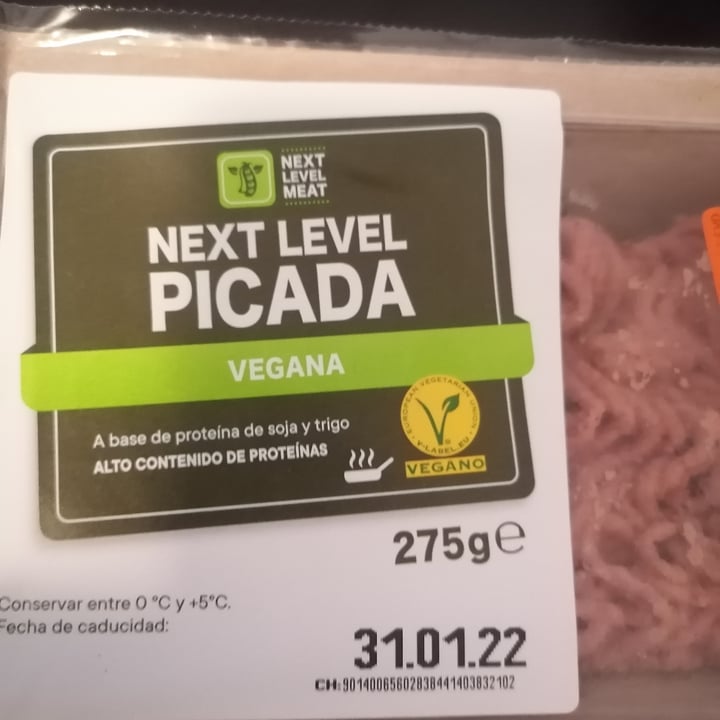 NEXT
LEVEL
MEAT
NEXT LEVEL
PICADA
VEGANA
A base de proteína de soja y trigo
ALTO CONTENIDO DE PROTEÍNAS
EUROPEAN VEGETARIAN UNION
V-LABEL.EU
VEGANO
275g℮
Conservar entre 0 °C y +5°C.
Fecha de caducidad:
31.01.22
CH: 90140065602838441403832102